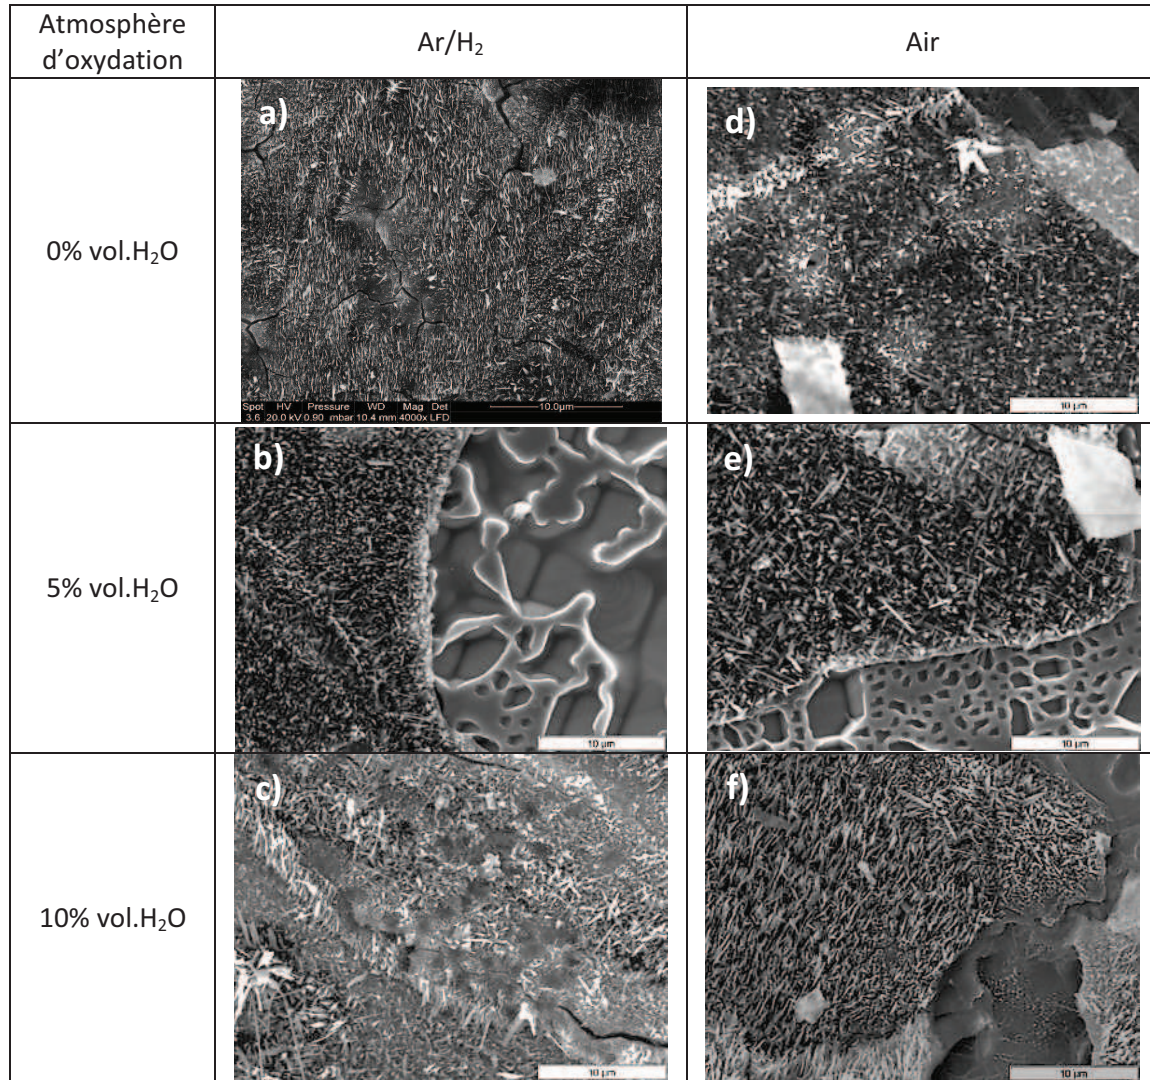 Atmosphère
d’oxydation
Ar/H₂
Air
0% vol.H₂O
a)
Spot HV Pressure WD Mag Det
3.6 20.0 kV 0.90 mbar 10.4 mm 4000x LFD
10.0µm
d)
10 µm
5% vol.H₂O
b)
10 µm
e)
10 µm
10% vol.H₂O
c)
10 µm
f)
10 µm